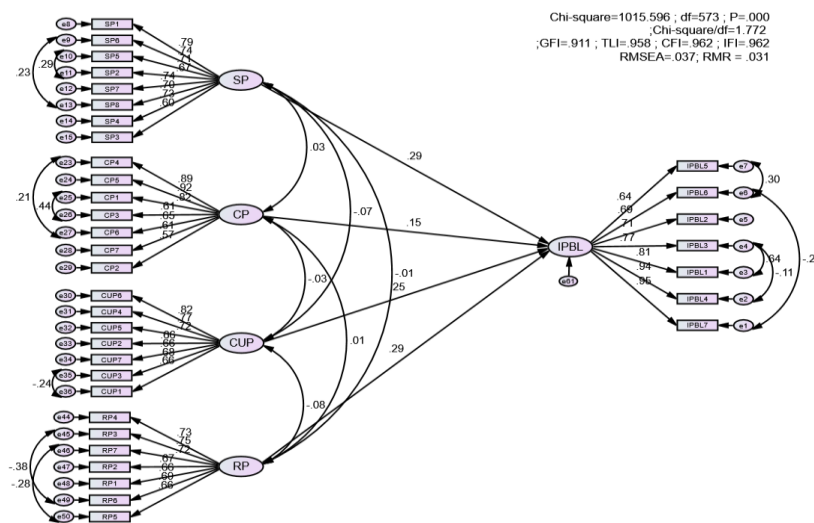 Chi-square=1015.596 ; df=573 ; P=.000
;Chi-square/df=1.772
;GFI=.911 ; TLI=.958 ; CFI=.962 ; IFI=.962
RMSEA=.037; RMR = .031
e8 SP1 .79
e9 SP6 .74
e10 SP5 .71
e11 SP2 .67
e12 SP7 .74
e13 SP8 .70
.73
e14 SP4 .60
e15 SP3
.23 .29
SP
.03
.29
e23 CP4 .89
e24 CP5 .92
e25 CP1 .82
e26 CP3 .61
e27 CP6 .65
e28 CP7 .61
e29 CP2 .57
.21 .44
CP
-.07
.15
-.03
-.01
.25
.01
e30 CUP6 .82
e31 CUP4 .77
e32 CUP5 .72
e33 CUP2 .66
e34 CUP7 .66
e35 CUP3 .68
e36 CUP1 .66
-.24
CUP
.29
-.08
e44 RP4 .73
e45 RP3 .75
e46 RP7 .72
e47 RP2 .67
e48 RP1 .66
e49 RP6
e50 RP5 .66
-.38
-.28
RP
IPBL
e61
IPBL5 e7 .64
IPBL6 e6 .30
IPBL2 e5 .71
IPBL3 e4 .77
IPBL1 e3 .81
IPBL4 e2 .94
IPBL7 e1 .95
-.11